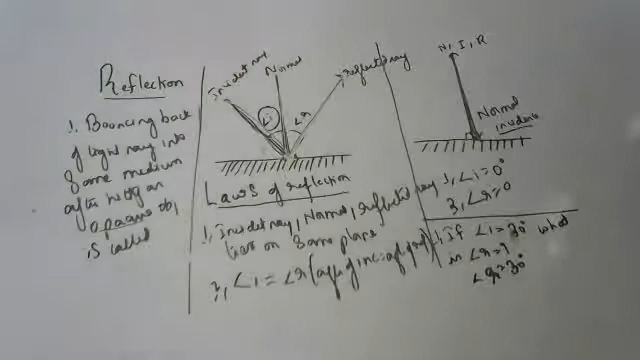 Reflection
1. Bouncing back
of light ray into
Same medium
after hitting an
opaque obj
is called
Incident ray
Normal
Reflected ray
∠i
∠r
Laws of reflection
1. Incident ray, Normal, reflected ray
lies on Same plane
2, ∠i = ∠r
N, I, R
Normal
incidence
1, ∠i = 0°
2, ∠r = 0
1, If ∠i = 30° what
is ∠r = ?
∠r = 30°